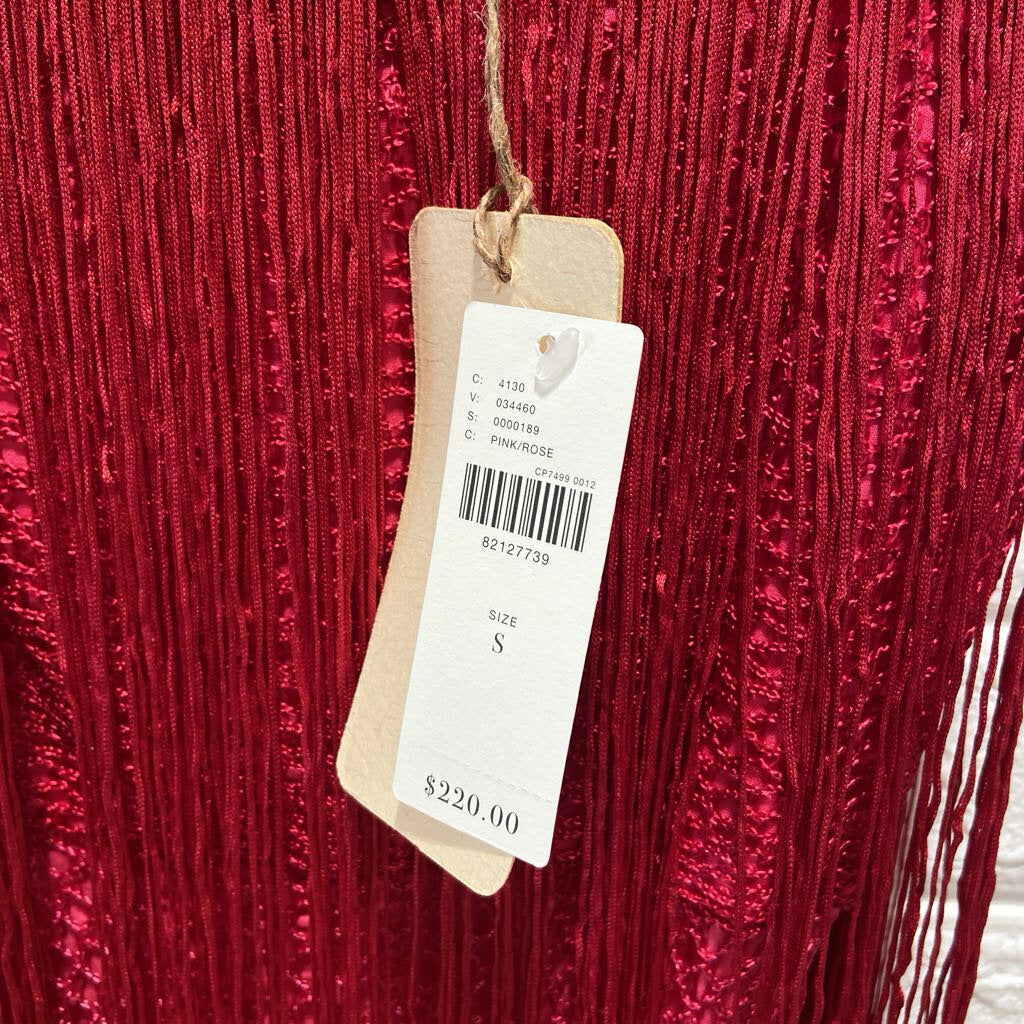 C: 4130
V: 034460
S: 0000189
C: PINK/ROSE
CP7499 0012
82127739
SIZE
S
$220.00